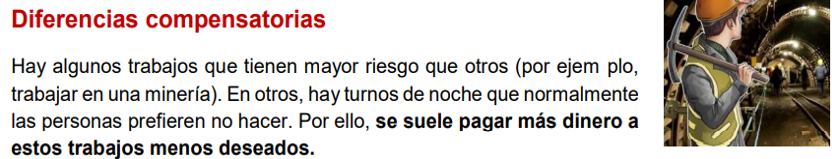 Diferencias compensatorias
Hay algunos trabajos que tienen mayor riesgo que otros (por ejem plo,
trabajar en una minería). En otros, hay turnos de noche que normalmente
las personas prefieren no hacer. Por ello, se suele pagar más dinero a
estos trabajos menos deseados.